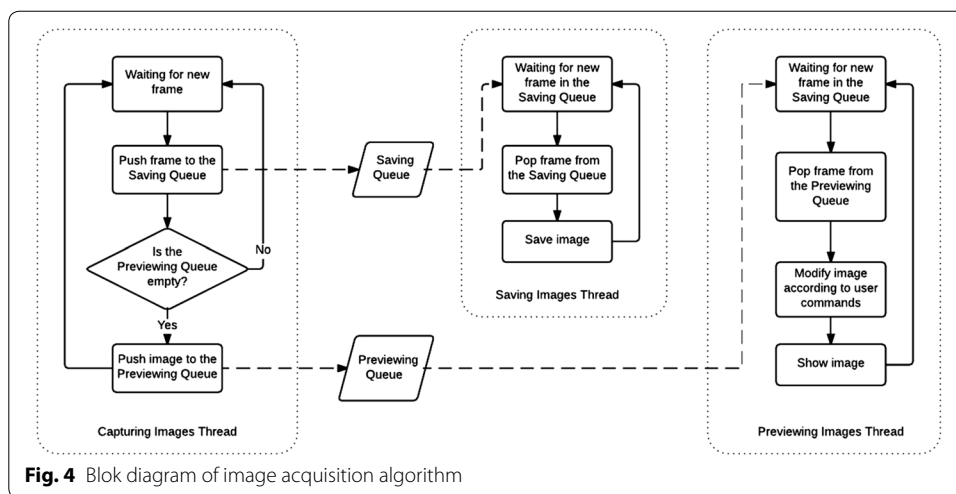 Waiting for new
frame
Push frame to the
Saving Queue
Is the
Previewing Queue
empty?
No
Yes
Push image to the
Previewing Queue
Capturing Images Thread
Saving
Queue
Previewing
Queue
Waiting for new
frame in the
Saving Queue
Pop frame from
the Saving Queue
Save image
Saving Images Thread
Waiting for new
frame in the
Saving Queue
Pop frame from
the Previewing
Queue
Modify image
according to user
commands
Show image
Previewing Images Thread
Fig. 4 Blok diagram of image acquisition algorithm